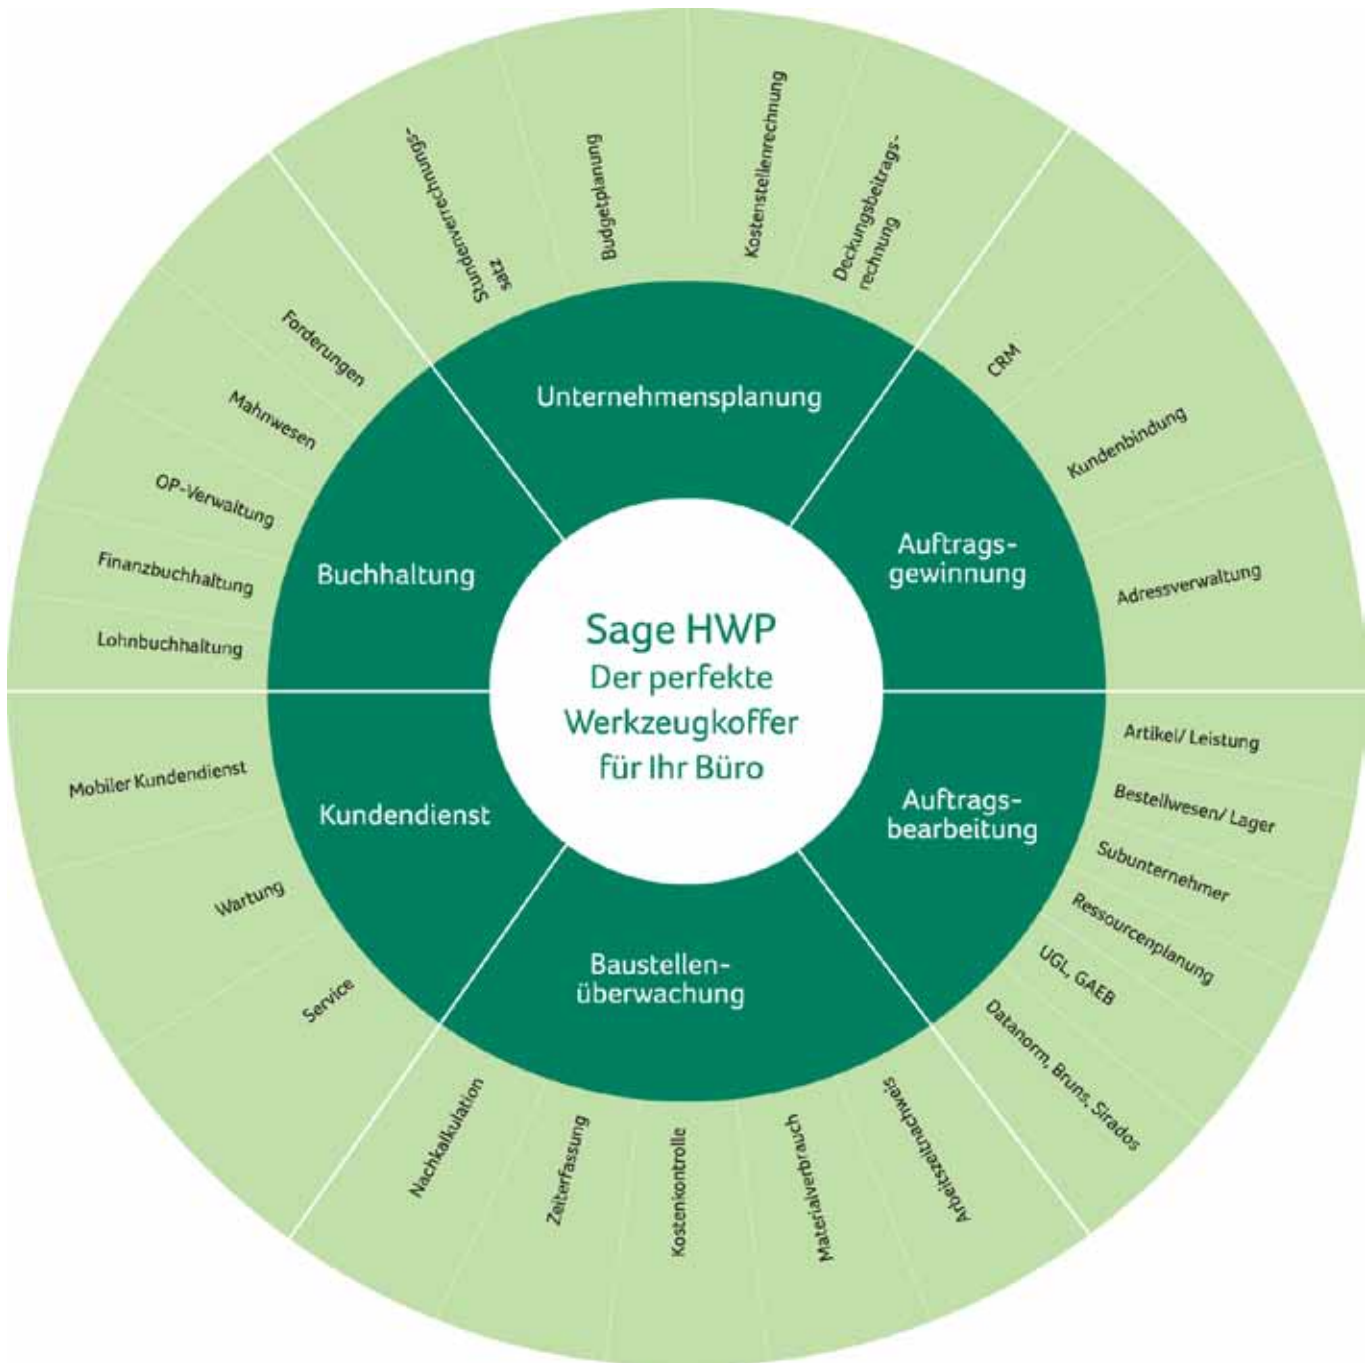 Sage HWP
Der perfekte
Werkzeugkoffer
für Ihr Büro
Unternehmensplanung
Stundenverrechnungs-
satz
Budgetplanung
Kostenstellenrechnung
Deckungsbeitrags-
rechnung
Auftrags-
gewinnung
CRM
Kundenbindung
Adressverwaltung
Auftrags-
bearbeitung
Artikel/ Leistung
Bestellwesen/ Lager
Subunternehmer
Ressourcenplanung
UGL, GAEB
Datanorm, Bruns, Sirados
Baustellen-
überwachung
Arbeitszeitnachweis
Materialverbrauch
Kostenkontrolle
Zeiterfassung
Nachkalkulation
Kundendienst
Service
Wartung
Mobiler Kundendienst
Buchhaltung
Lohnbuchhaltung
Finanzbuchhaltung
OP-Verwaltung
Mahnwesen
Forderungen